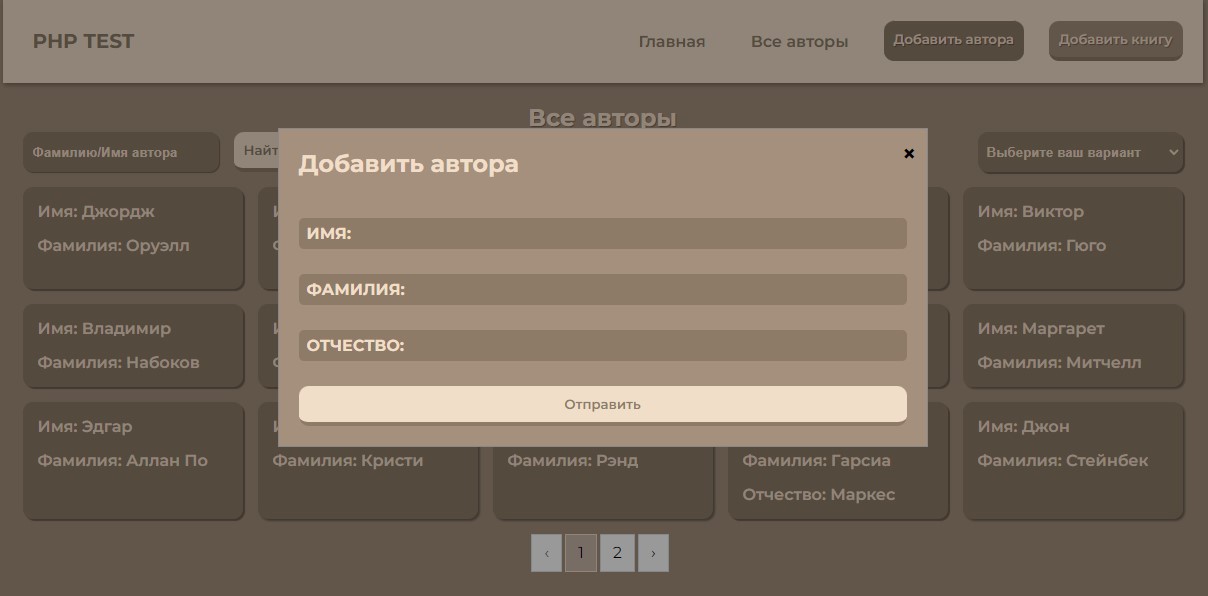 PHP TEST
Главная
Все авторы
Добавить автора
Добавить книгу
Все авторы
Фамилию/Имя автора
Выберите ваш вариант
Добавить автора
×
ИМЯ:
ФАМИЛИЯ:
ОТЧЕСТВО:
Отправить
Имя: Джордж
Фамилия: Оруэлл
Имя: Виктор
Фамилия: Гюго
Имя: Владимир
Фамилия: Набоков
Имя: Маргарет
Фамилия: Митчелл
Имя: Эдгар
Фамилия: Аллан По
Фамилия: Кристи
Фамилия: Рэнд
Фамилия: Гарсиа
Отчество: Маркес
Имя: Джон
Фамилия: Стейнбек
‹ 1 2 ›